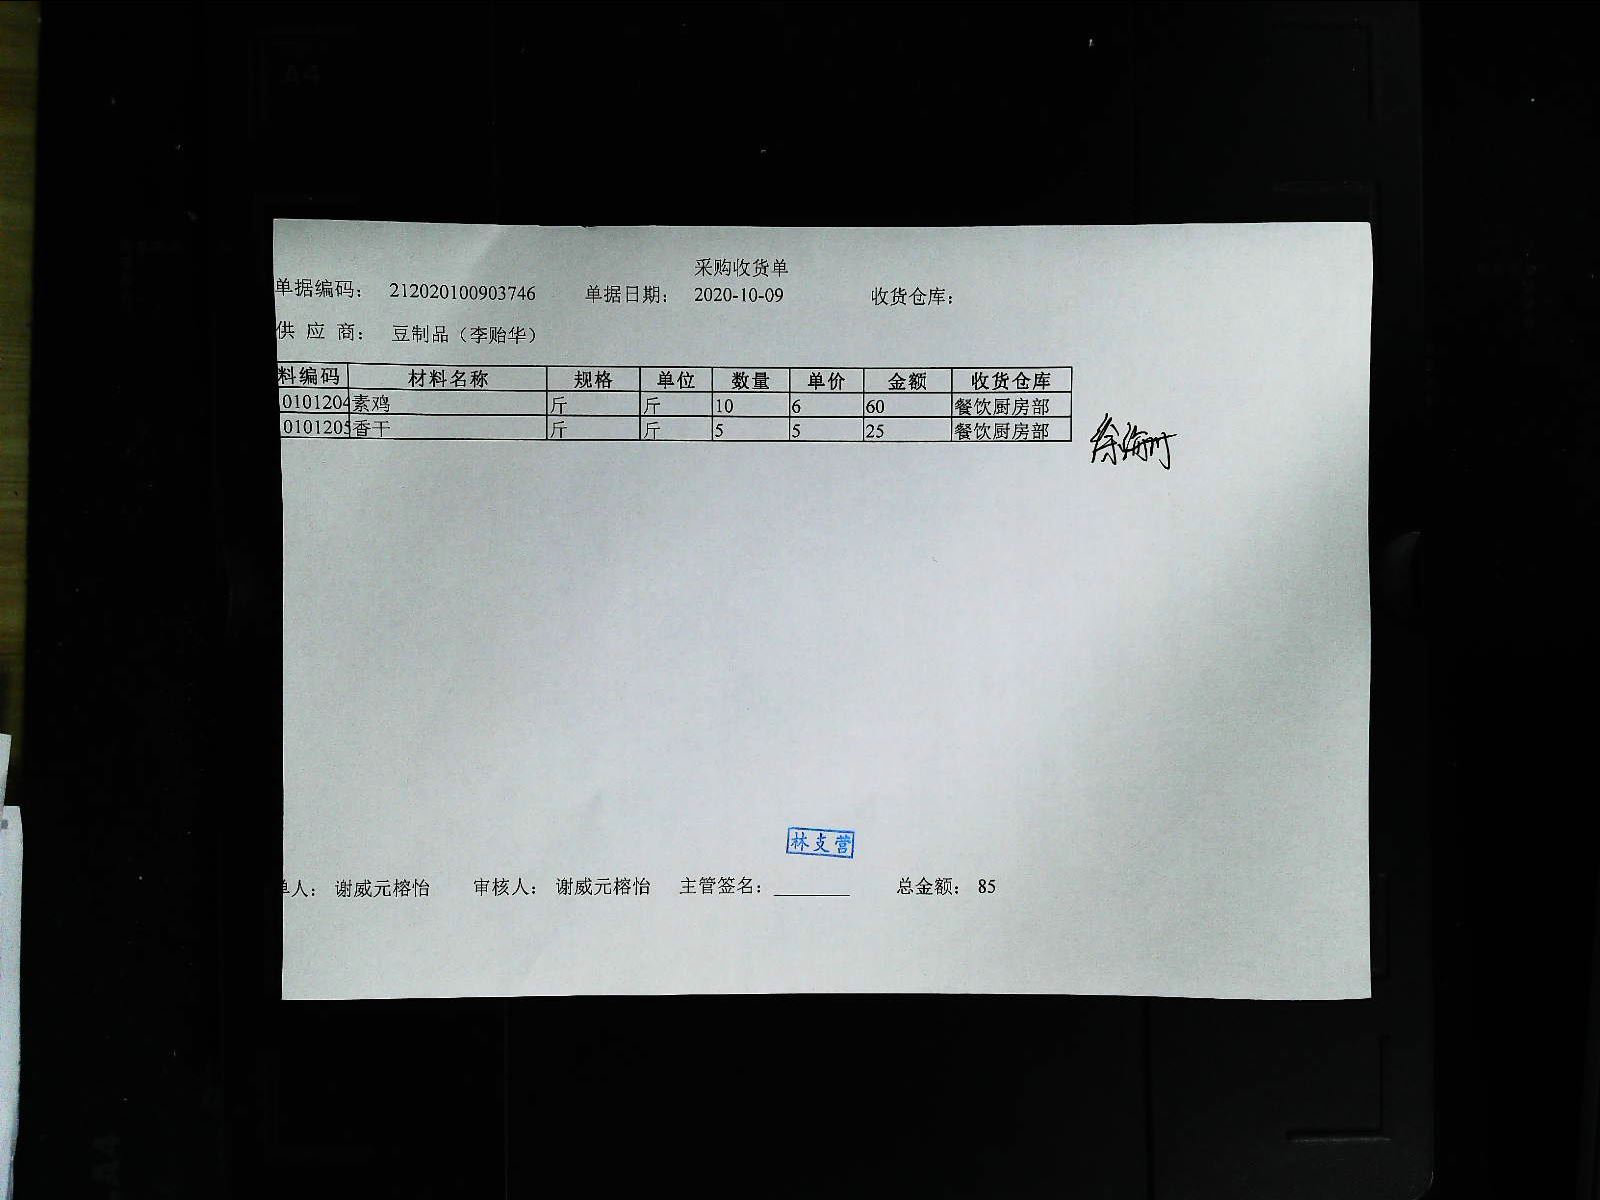 采购收货单
单据编码： 212020100903746 单据日期： 2020-10-09 收货仓库：
供 应 商： 豆制品（李贻华）
料编码 材料名称 规格 单位 数量 单价 金额 收货仓库
0101204 素鸡 斤 斤 10 6 60 餐饮厨房部
0101205 香干 斤 斤 5 5 25 餐饮厨房部
林支营
单人： 谢威元榕怡 审核人： 谢威元榕怡 主管签名： 总金额： 85